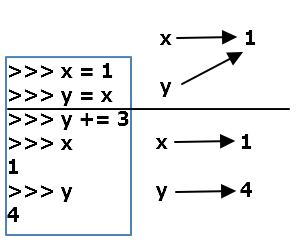 x 1
y
>>> x = 1
>>> y = x
>>> y += 3
>>> x
1
>>> y
4
x 1
y 4